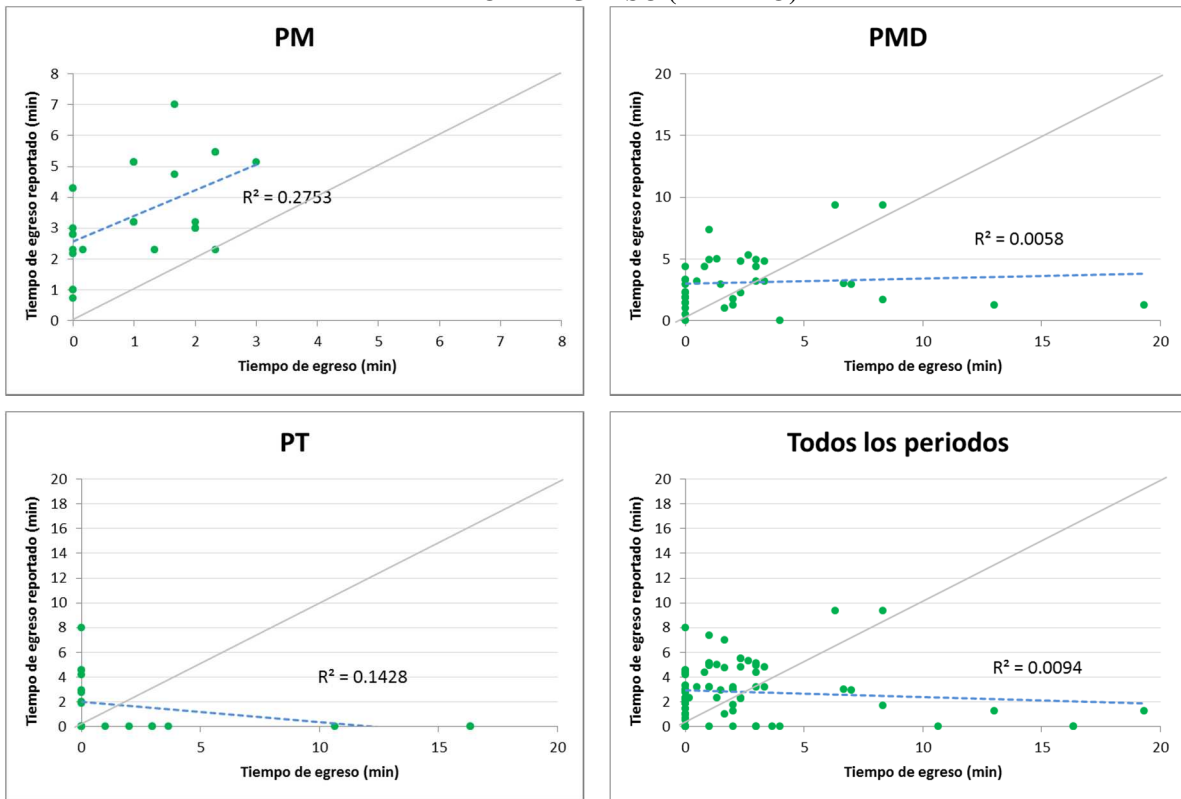 PM
Tiempo de egreso reportado (min)
8
7
6
5
4
3
2
1
0
R² = 0.2753
0 1 2 3 4 5 6 7 8
Tiempo de egreso (min)
PMD
Tiempo de egreso reportado (min)
20
15
10
5
0
R² = 0.0058
0 5 10 15 20
Tiempo de egreso (min)
PT
Tiempo de egreso reportado (min)
20
18
16
14
12
10
8
6
4
2
0
R² = 0.1428
0 5 10 15 20
Tiempo de egreso (min)
Todos los periodos
Tiempo de egreso reportado (min)
20
18
16
14
12
10
8
6
4
2
0
R² = 0.0094
0 5 10 15 20
Tiempo de egreso (min)